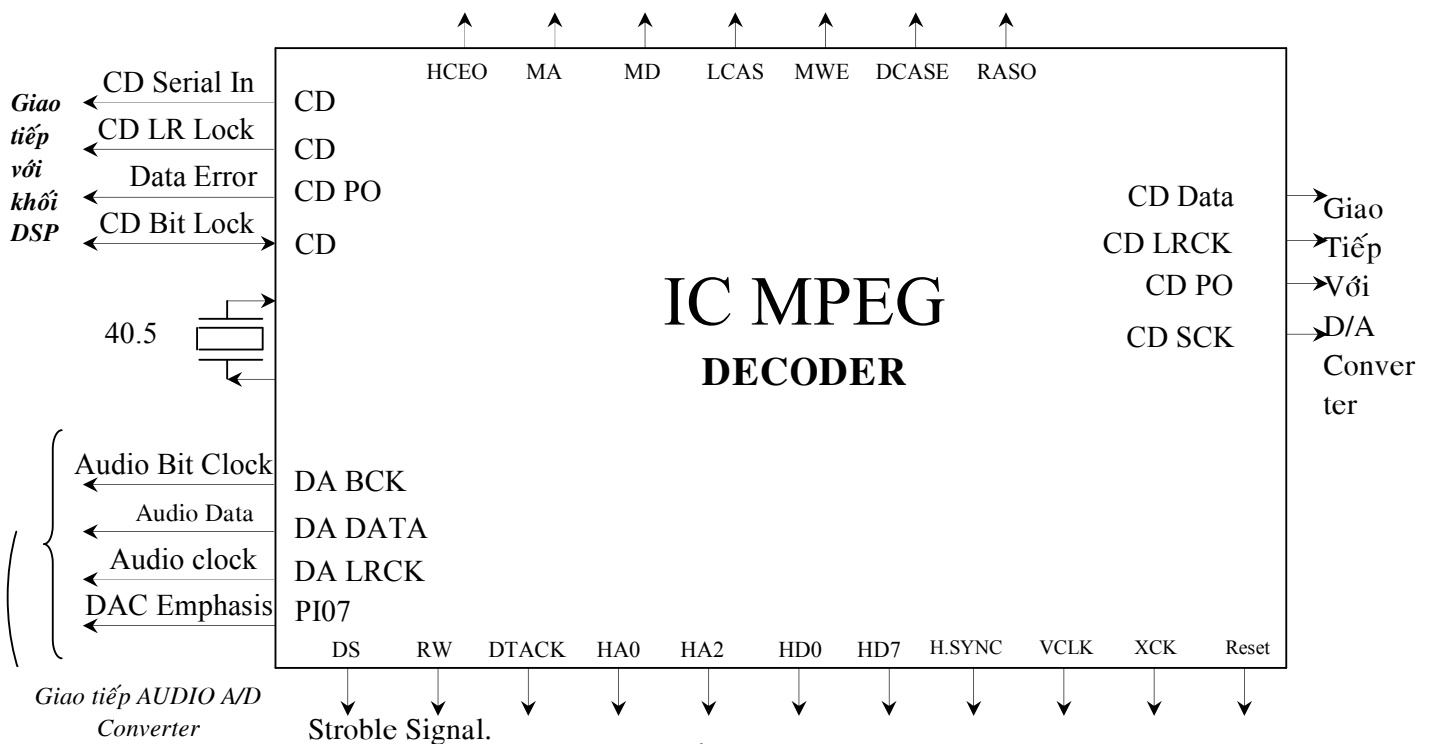 HCEO MA MD LCAS MWE DCASE RASO
Giao
tiếp
với
khối
DSP
CD Serial In
CD LR Lock
Data Error
CD Bit Lock
CD
CD
CD PO
CD
40.5
IC MPEG
DECODER
CD Data
CD LRCK
CD PO
CD SCK
Giao
Tiếp
Với
D/A
Conver
ter
Audio Bit Clock
Audio Data
Audio clock
DAC Emphasis
DA BCK
DA DATA
DA LRCK
PI07
DS RW DTACK HA0 HA2 HD0 HD7 H.SYNC VCLK XCK Reset
Giao tiếp AUDIO A/D
Converter
Stroble Signal.